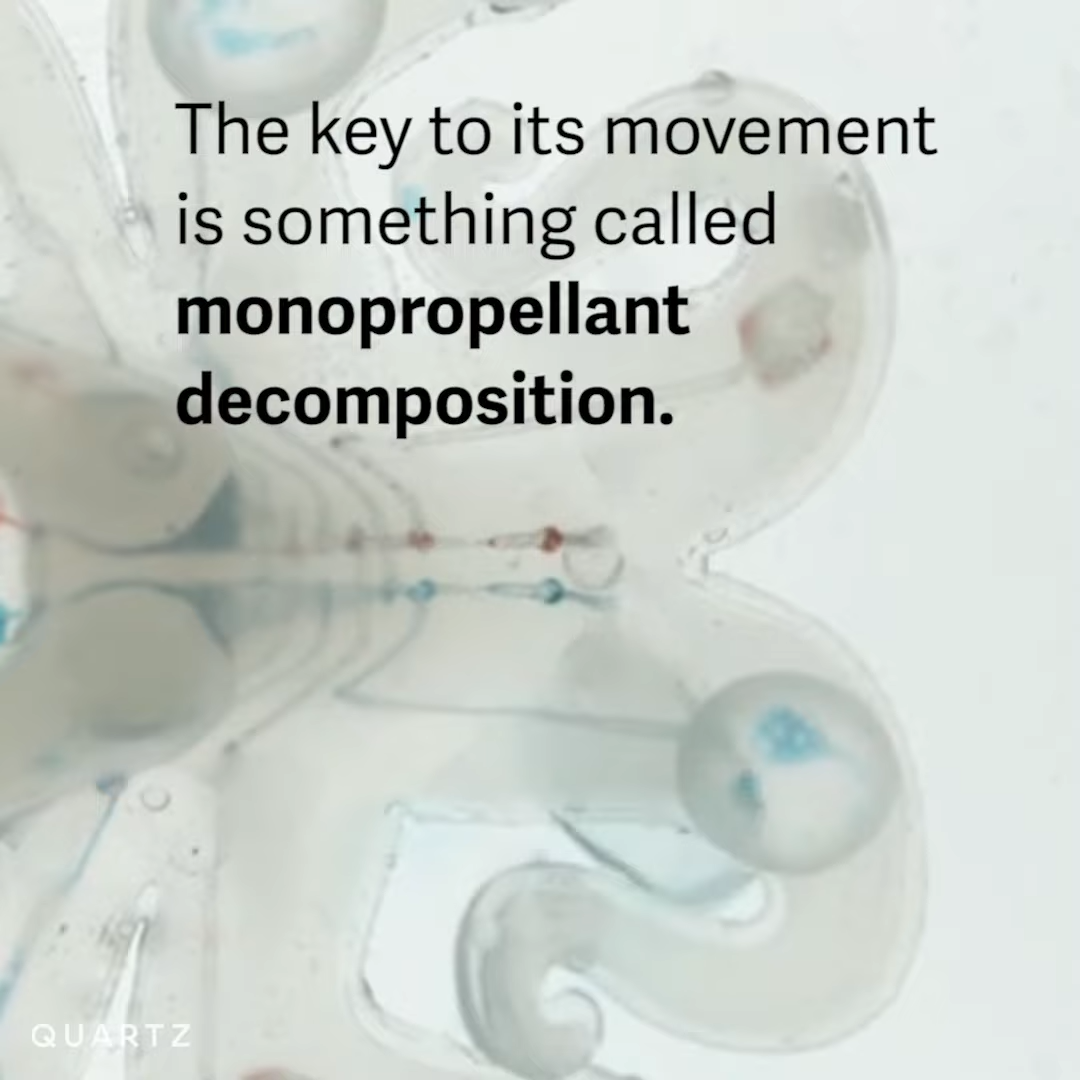 The key to its movement
is something called
monopropellant
decomposition.
QUARTZ